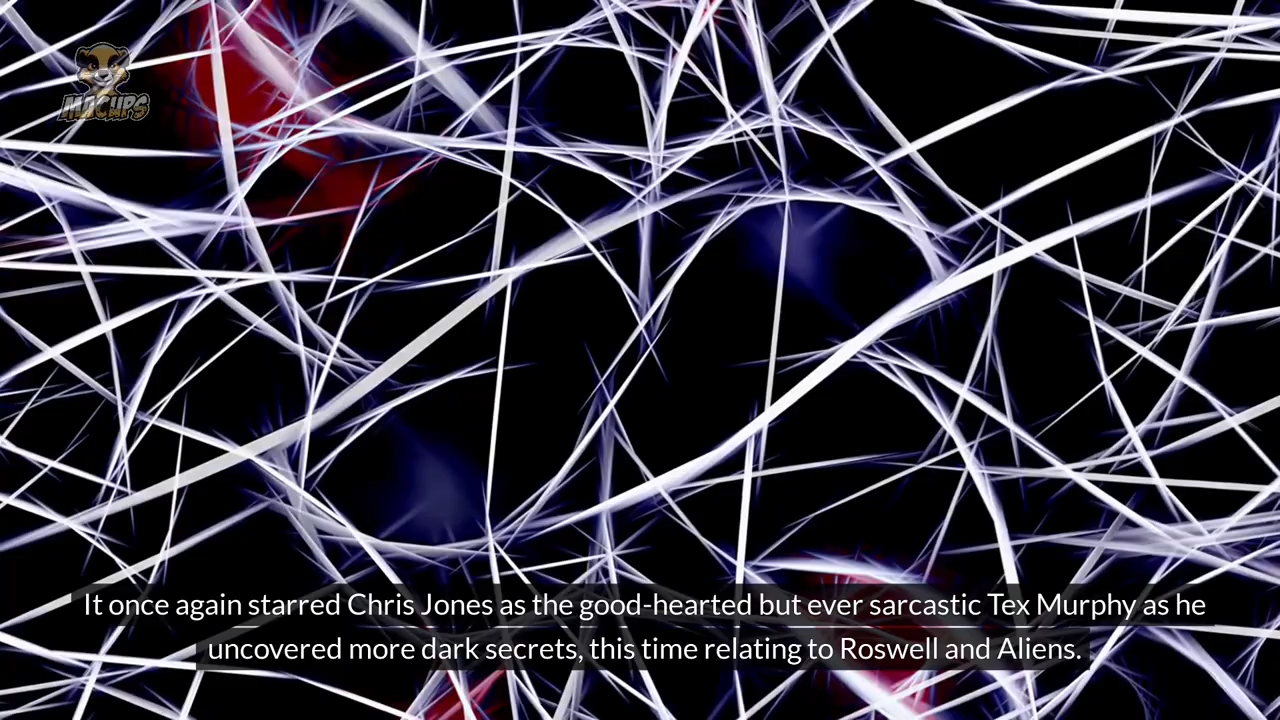 MACUPS
It once again starred Chris Jones as the good-hearted but ever sarcastic Tex Murphy as he
uncovered more dark secrets, this time relating to Roswell and Aliens.